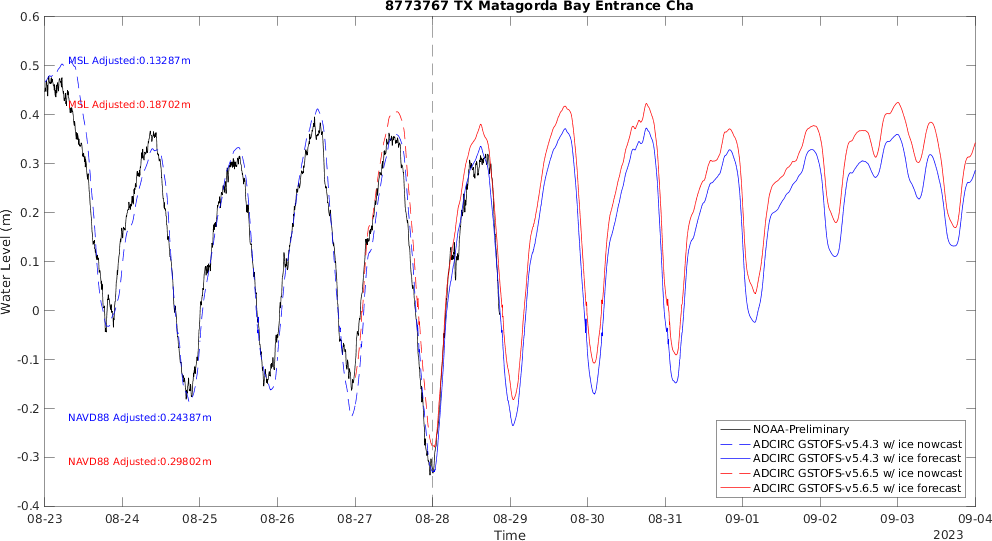 8773767 TX Matagorda Bay Entrance Cha
0.6
0.5
0.4
0.3
0.2
0.1
0
-0.1
-0.2
-0.3
-0.4
Water Level (m)
MSL Adjusted:0.13287m
MSL Adjusted:0.18702m
NAVD88 Adjusted:0.24387m
NAVD88 Adjusted:0.29802m
NOAA-Preliminary
ADCIRC GSTOFS-v5.4.3 w/ ice nowcast
ADCIRC GSTOFS-v5.4.3 w/ ice forecast
ADCIRC GSTOFS-v5.6.5 w/ ice nowcast
ADCIRC GSTOFS-v5.6.5 w/ ice forecast
08-23 08-24 08-25 08-26 08-27 08-28 08-29 08-30 08-31 09-01 09-02 09-03 09-04
Time
2023